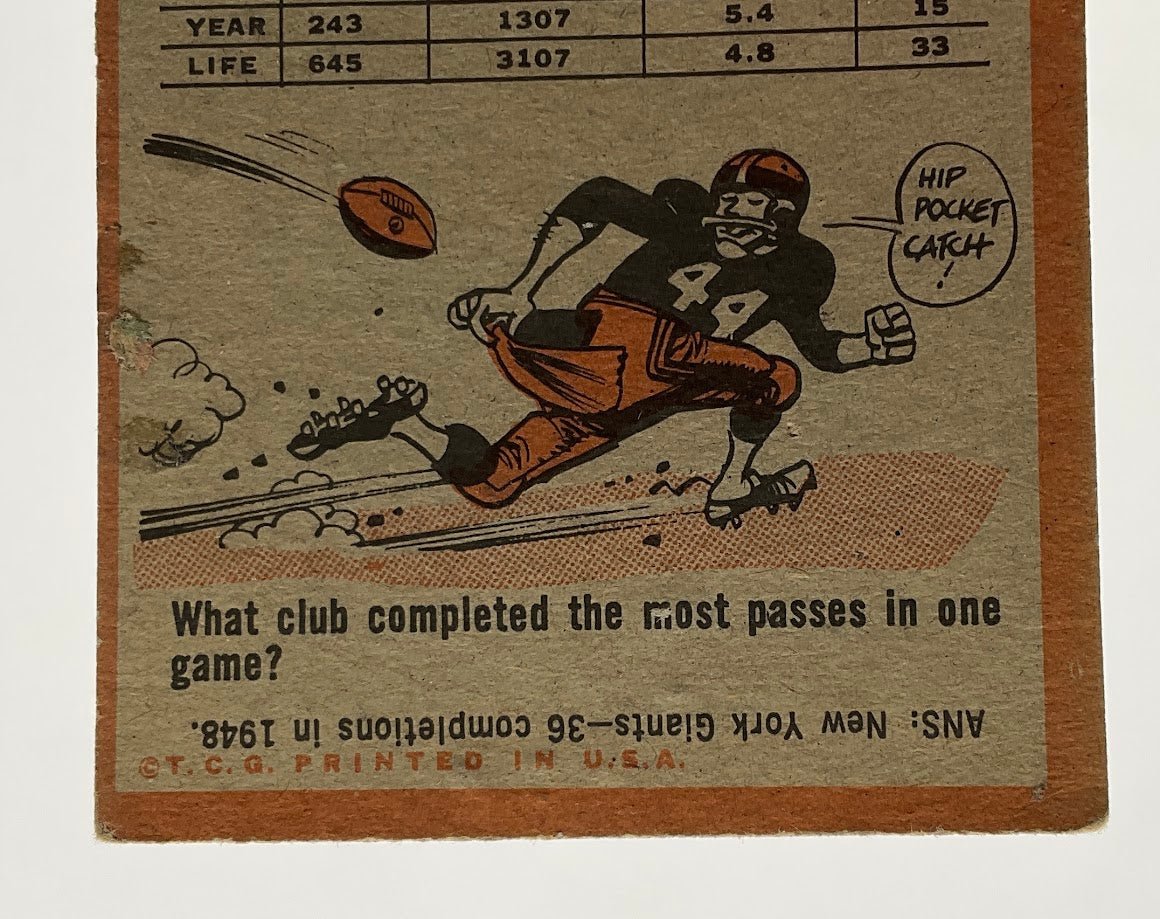 YEAR 243 1307 5.4 15
LIFE 645 3107 4.8 33
HIP
POCKET
CATCH
!
44
What club completed the most passes in one
game?
ANS: New York Giants—36 completions in 1948.
©T.C.G. PRINTED IN U.S.A.